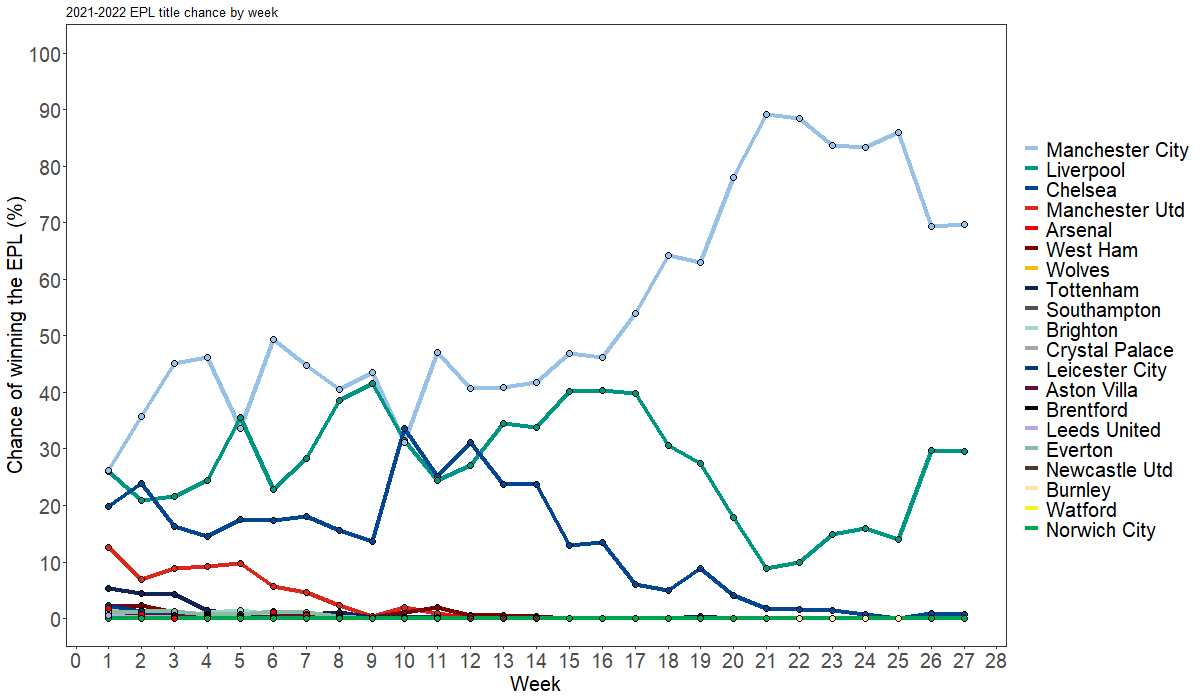 2021-2022 EPL title chance by week
100
90
80
70
60
50
40
30
20
10
0
Chance of winning the EPL (%)
0 1 2 3 4 5 6 7 8 9 10 11 12 13 14 15 16 17 18 19 20 21 22 23 24 25 26 27 28
Week
Manchester City
Liverpool
Chelsea
Manchester Utd
Arsenal
West Ham
Wolves
Tottenham
Southampton
Brighton
Crystal Palace
Leicester City
Aston Villa
Brentford
Leeds United
Everton
Newcastle Utd
Burnley
Watford
Norwich City